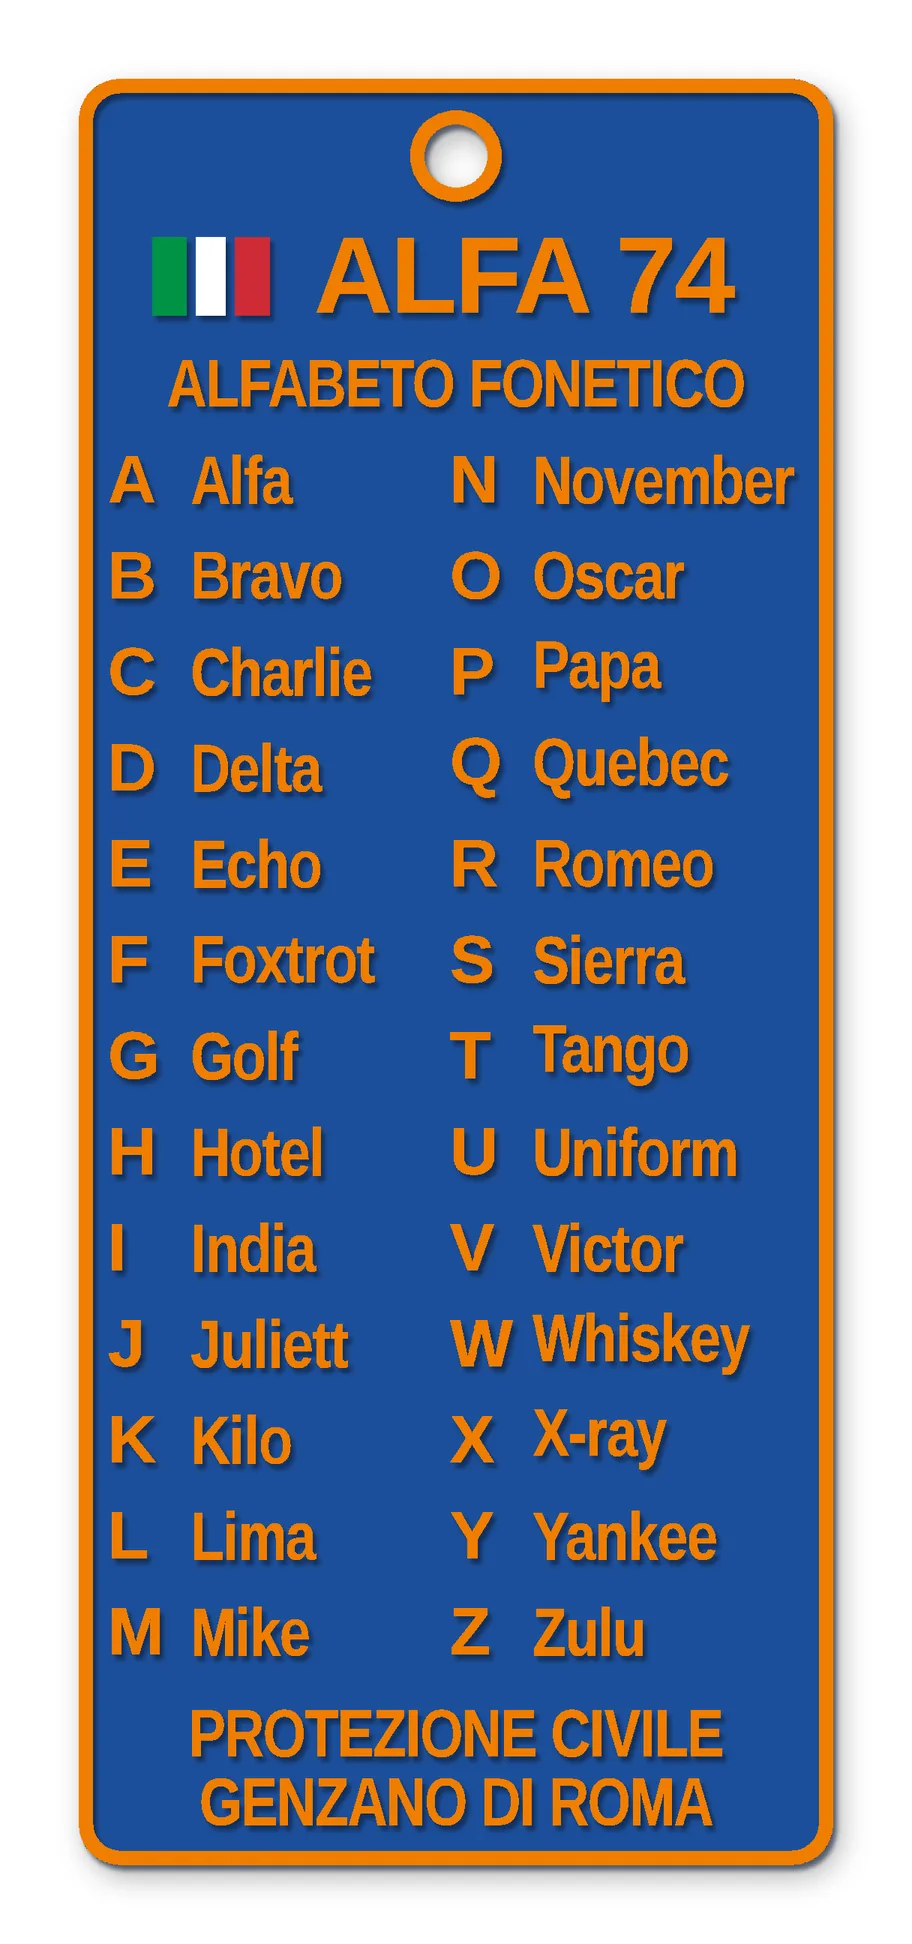 ALFA 74
ALFABETO FONETICO
A Alfa N November
B Bravo O Oscar
C Charlie P Papa
D Delta Q Quebec
E Echo R Romeo
F Foxtrot S Sierra
G Golf T Tango
H Hotel U Uniform
I India V Victor
J Juliett W Whiskey
K Kilo X X-ray
L Lima Y Yankee
M Mike Z Zulu
PROTEZIONE CIVILE
GENZANO DI ROMA